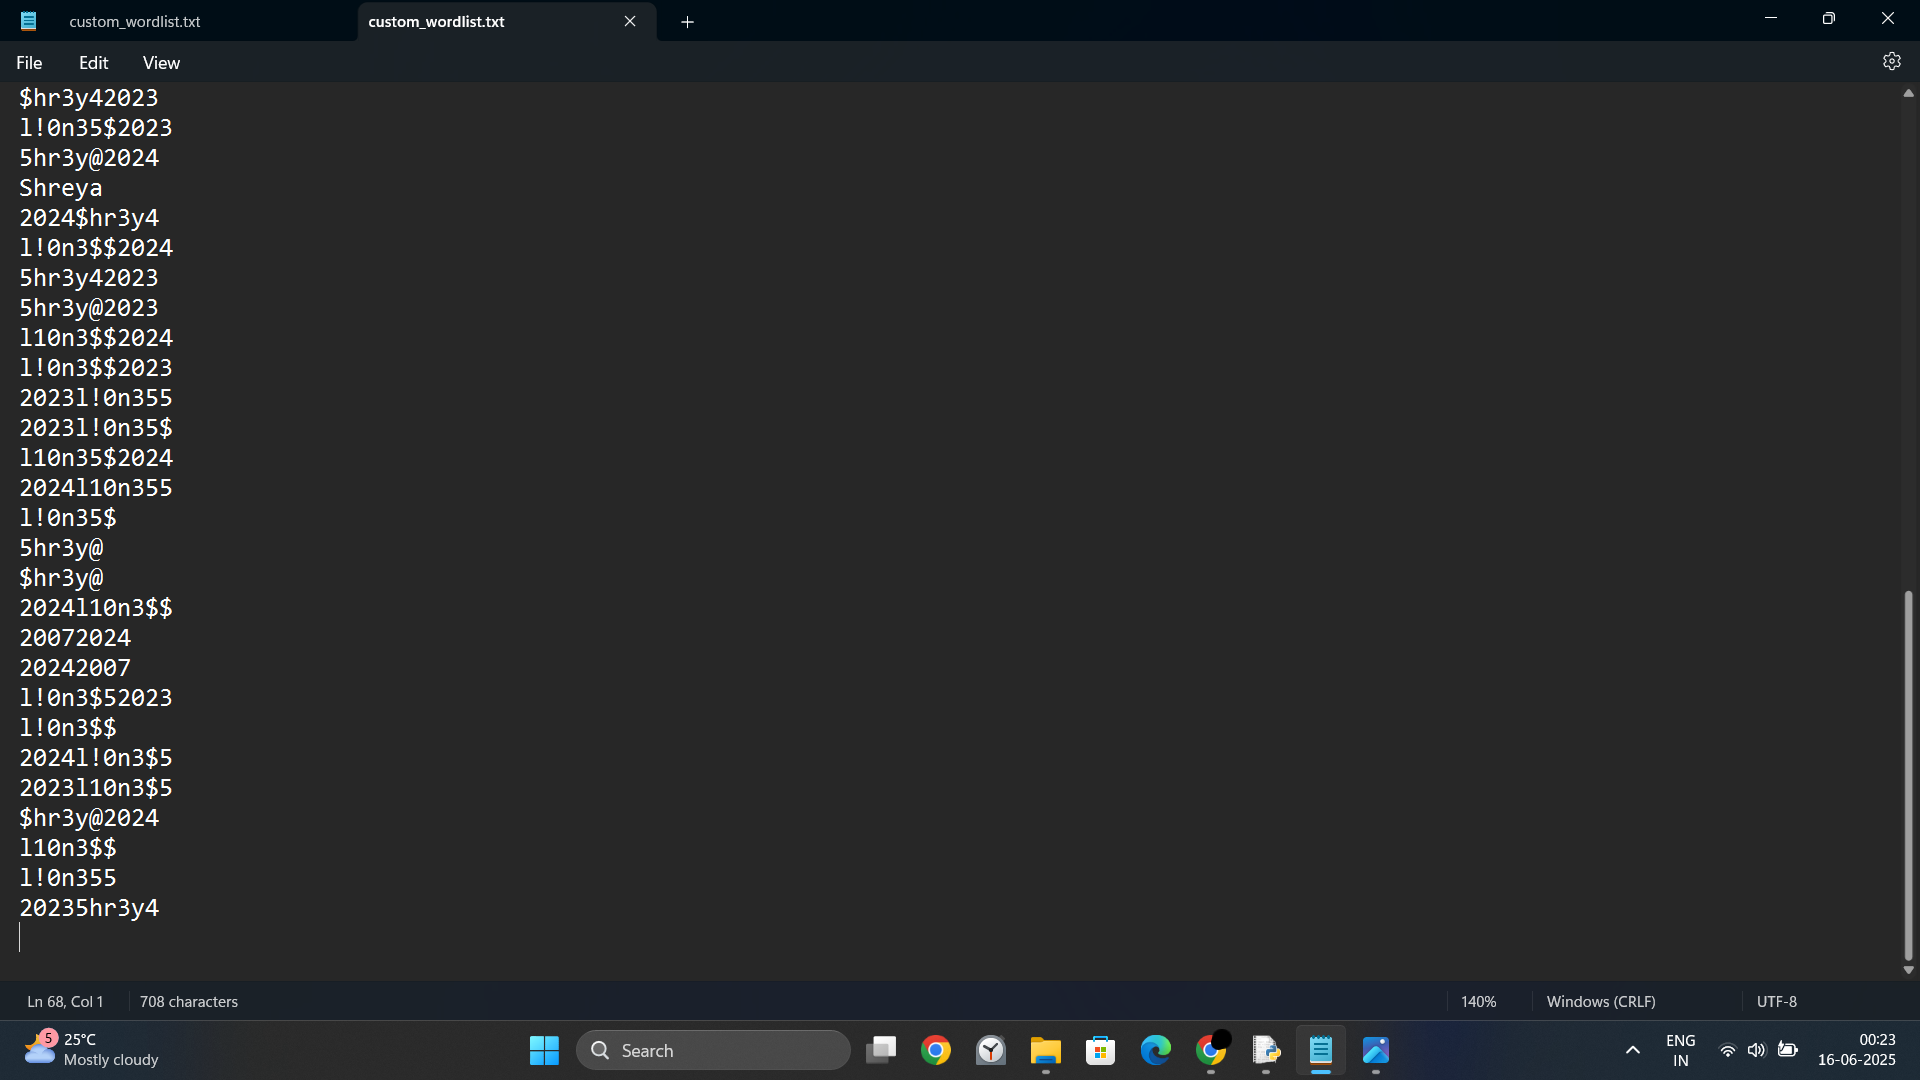 custom_wordlist.txt
custom_wordlist.txt
File Edit View
$hr3y42023
l!0n35$2023
5hr3y@2024
Shreya
2024$hr3y4
l!0n3$$2024
5hr3y42023
5hr3y@2023
l10n3$$2024
l!0n3$$2023
2023l!0n355
2023l!0n35$
l10n35$2024
2024l10n355
l!0n35$
5hr3y@
$hr3y@
2024l10n3$$
20072024
20242007
l!0n3$52023
l!0n3$$
2024l!0n3$5
2023l10n3$5
$hr3y@2024
l10n3$$
l!0n355
20235hr3y4
Ln 68, Col 1 708 characters 140% Windows (CRLF) UTF-8
5
25°C
Mostly cloudy
Search
ENG
IN
00:23
16-06-2025